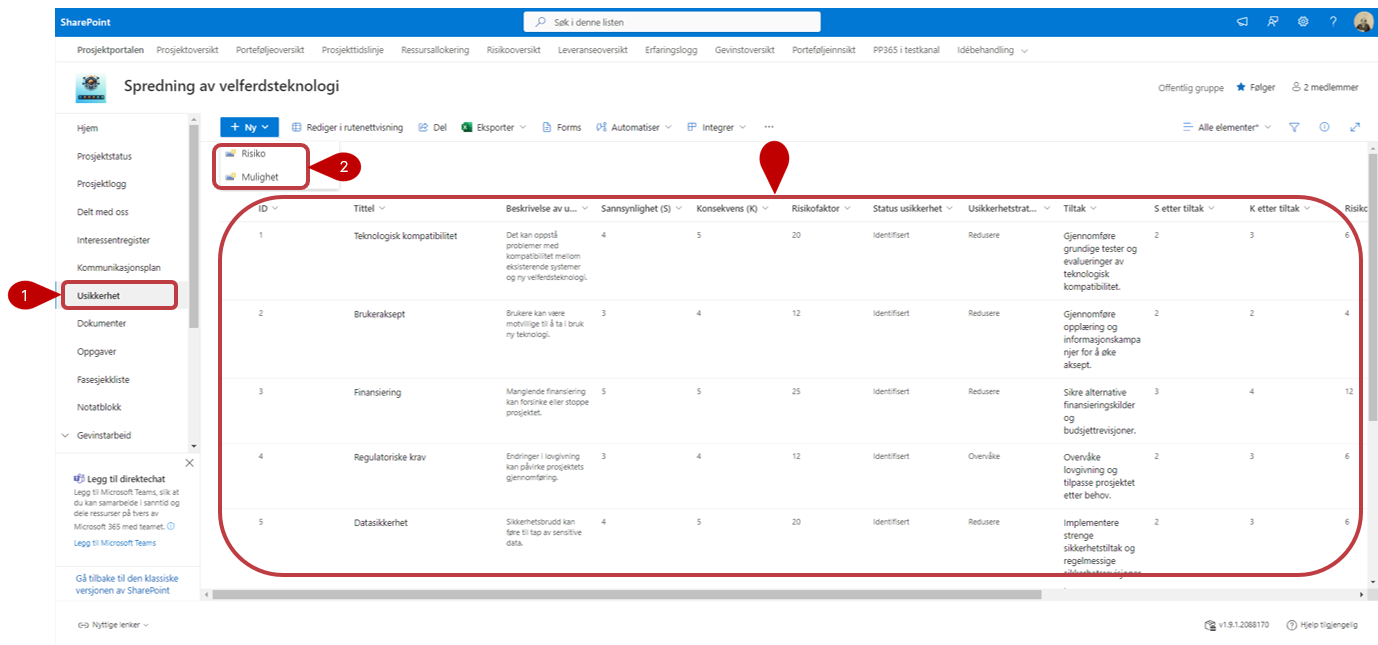 SharePoint
Søk i denne listen
?
Prosjektportalen Prosjektoversikt Porteføljeoversikt Prosjekttidslinje Ressursallokering Risikooversikt Leveranseoversikt Erfaringslogg Gevinstoversikt Porteføljeinnsikt PP365 i testkanal Idébehandling
Spredning av velferdsteknologi
Offentlig gruppe Følger 2 medlemmer
Hjem
Prosjektstatus
Prosjektlogg
Delt med oss
Interessentregister
Kommunikasjonsplan
1
Usikkerhet
Dokumenter
Oppgaver
Fasesjekkliste
Notatblokk
Gevinstarbeid
Legg til direktechat
Legg til Microsoft Teams, slik at
du kan samarbeide i sanntid og
dele ressurser på tvers av
Microsoft 365 med teamet.
Legg til Microsoft Teams
Gå tilbake til den klassiske
versjonen av SharePoint
+ Ny Rediger i rutenettvisning Del Eksporter Forms Automatiser Integrer ...
Alle elementer*
Risiko
Mulighet
2
ID Tittel Beskrivelse av u... Sannsynlighet (S) Konsekvens (K) Risikofaktor Status usikkerhet Usikkerhetstrat... Tiltak S etter tiltak K etter tiltak Risikc
1 Teknologisk kompatibilitet
Det kan oppstå
problemer med
kompatibilitet mellom
eksisterende systemer
og ny velferdsteknologi.
4 5 20 Identifisert Redusere
Gjennomføre
grundige tester og
evalueringer av
teknologisk
kompatibilitet.
2 3 6
2 Brukeraksept
Brukere kan være
motvillige til å ta i bruk
ny teknologi.
3 4 12 Identifisert Redusere
Gjennomføre
opplæring og
informasjonskampa
njer for å øke
aksept.
2 2 4
3 Finansiering
Manglende finansiering
kan forsinke eller stoppe
prosjektet.
5 5 25 Identifisert Redusere
Sikre alternative
finansieringskilder
og
budsjettrevisjoner.
3 4 12
4 Regulatoriske krav
Endringer i lovgivning
kan påvirke prosjektets
gjennomføring.
3 4 12 Identifisert Overvåke
Overvåke
lovgivning og
tilpasse prosjektet
etter behov.
2 3 6
5 Datasikkerhet
Sikkerhetsbrudd kan
føre til tap av sensitive
data.
4 5 20 Identifisert Redusere
Implementere
strenge
sikkerhetstiltak og
regelmessige
sikkerhetsrevisjoner
2 3 6
Nyttige lenker
v1.9.1.2088170 Hjelp tilgjengelig